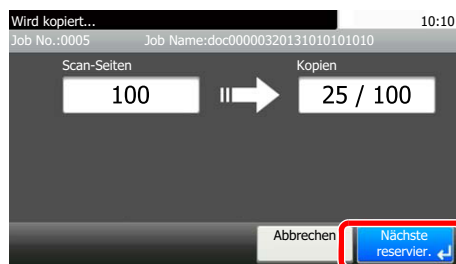 Wird kopiert... 10:10
Job No.:0005 Job Name:doc00000320131010101010
Scan-Seiten Kopien
100 25 / 100
Abbrechen Nächste
reservier.